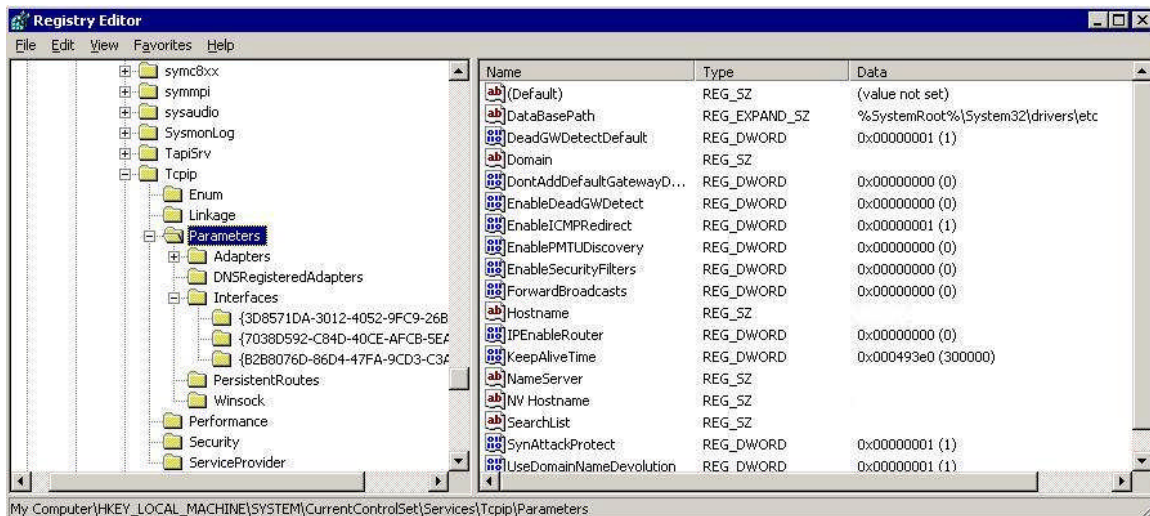 Registry Editor
File Edit View Favorites Help
symc8xx
symmpi
sysaudio
SysmonLog
TapiSrv
Tcpip
Enum
Linkage
Parameters
Adapters
DNSRegisteredAdapters
Interfaces
{3D8571DA-3012-4052-9FC9-26B
{7038D592-C84D-40CE-AFCB-5EA
{B2B8076D-86D4-47FA-9CD3-C3A
PersistentRoutes
Winsock
Performance
Security
ServiceProvider
Name Type Data
(Default) REG_SZ (value not set)
DataBasePath REG_EXPAND_SZ %SystemRoot%\System32\drivers\etc
DeadGWDetectDefault REG_DWORD 0x00000001 (1)
Domain REG_SZ
DontAddDefaultGatewayD... REG_DWORD 0x00000000 (0)
EnableDeadGWDetect REG_DWORD 0x00000000 (0)
EnableICMPRedirect REG_DWORD 0x00000001 (1)
EnablePMTUDiscovery REG_DWORD 0x00000000 (0)
EnableSecurityFilters REG_DWORD 0x00000000 (0)
ForwardBroadcasts REG_DWORD 0x00000000 (0)
Hostname REG_SZ
IPEnableRouter REG_DWORD 0x00000000 (0)
KeepAliveTime REG_DWORD 0x000493e0 (300000)
NameServer REG_SZ
NV Hostname REG_SZ
SearchList REG_SZ
SynAttackProtect REG_DWORD 0x00000001 (1)
UseDomainNameDevolution REG_DWORD 0x00000001 (1)
My Computer\HKEY_LOCAL_MACHINE\SYSTEM\CurrentControlSet\Services\Tcpip\Parameters